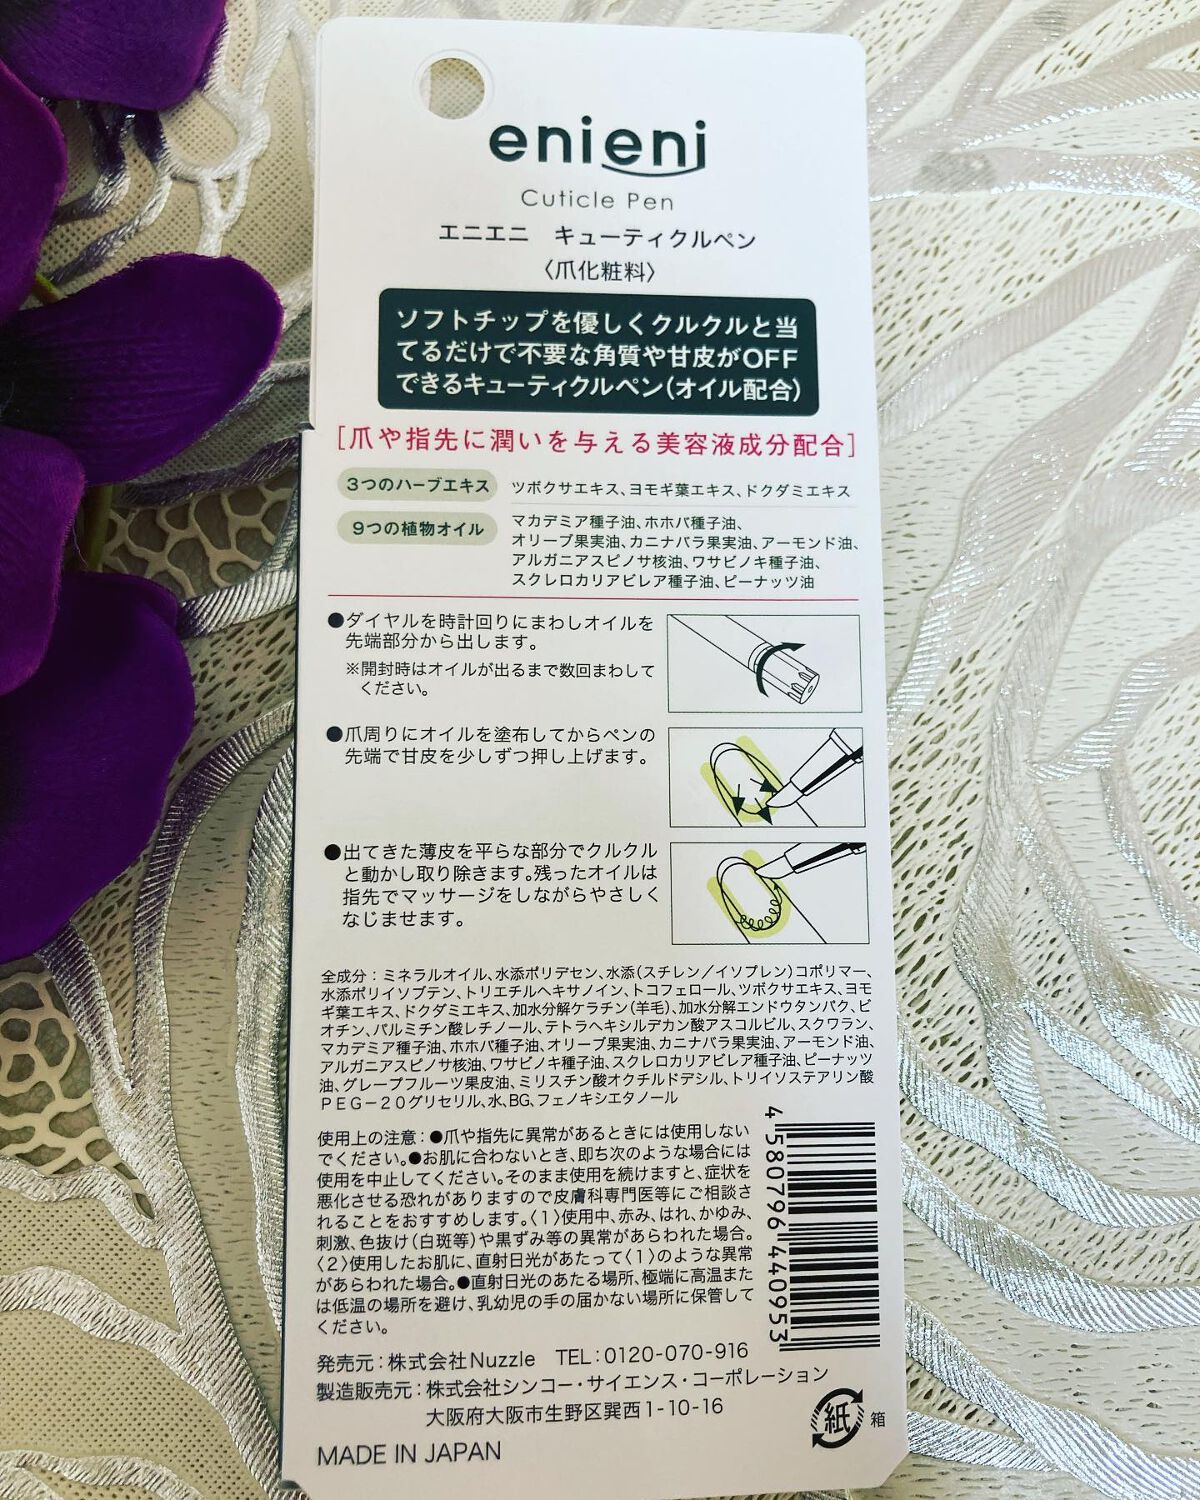 enieni
Cuticle Pen
エニエニ　キューティクルペン
〈爪化粧料〉
ソフトチップを優しくクルクルと当
てるだけで不要な角質や甘皮がOFF
できるキューティクルペン(オイル配合)
[爪や指先に潤いを与える美容液成分配合]
3つのハーブエキス ツボクサエキス、ヨモギ葉エキス、ドクダミエキス
9つの植物オイル マカデミア種子油、ホホバ種子油、
オリーブ果実油、カニナバラ果実油、アーモンド油、
アルガニアスピノサ核油、ワサビノキ種子油、
スクレロカリアビレア種子油、ピーナッツ油
●ダイヤルを時計回りにまわしオイルを
先端部分から出します。
※開封時はオイルが出るまで数回まわして
ください。
●爪周りにオイルを塗布してからペンの
先端で甘皮を少しずつ押し上げます。
●出てきた薄皮を平らな部分でクルクル
と動かし取り除きます。残ったオイルは
指先でマッサージをしながらやさしく
なじませます。
全成分：ミネラルオイル、水添ポリデセン、水添(スチレン／イソプレン)コポリマー、
水添ポリイソブテン、トリエチルヘキサノイン、トコフェロール、ツボクサエキス、ヨモ
ギ葉エキス、ドクダミエキス、加水分解ケラチン(羊毛)、加水分解エンドウタンパク、ビ
オチン、パルミチン酸レチノール、テトラヘキシルデカン酸アスコルビル、スクワラン、
マカデミア種子油、ホホバ種子油、オリーブ果実油、カニナバラ果実油、アーモンド油、
アルガニアスピノサ核油、ワサビノキ種子油、スクレロカリアビレア種子油、ピーナッツ
油、グレープフルーツ果皮油、ミリスチン酸オクチルドデシル、トリイソステアリン酸
PEG－20グリセリル、水、BG、フェノキシエタノール
使用上の注意：●爪や指先に異常があるときには使用しない
でください。●お肌に合わないとき、即ち次のような場合には
使用を中止してください。そのまま使用を続けますと、症状を
悪化させる恐れがありますので皮膚科専門医等にご相談さ
れることをおすすめします。〈1〉使用中、赤み、はれ、かゆみ、
刺激、色抜け(白斑等)や黒ずみ等の異常があらわれた場合。
〈2〉使用したお肌に、直射日光があたって〈1〉のような異常
があらわれた場合。●直射日光のあたる場所、極端に高温また
は低温の場所を避け、乳幼児の手の届かない場所に保管して
ください。
4580796440953
発売元：株式会社Nuzzle　TEL：0120-070-916
製造販売元：株式会社シンコー・サイエンス・コーポレーション
大阪府大阪市生野区巽西1-10-16
紙 箱
MADE IN JAPAN